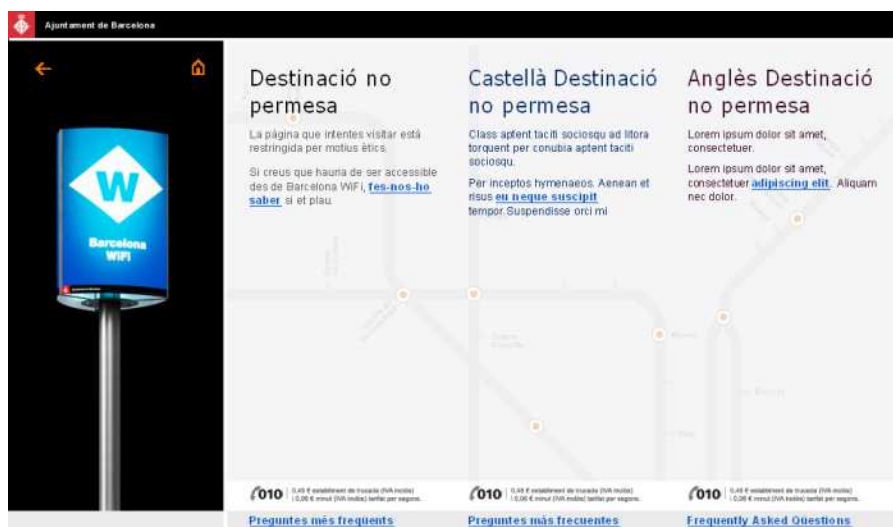 Ajuntament de Barcelona
W
Barcelona
WiFi
Destinació no
permesa
La página que intentes visitar està
restringida per motius ètics.
Si creus que hauria de ser accessible
des de Barcelona WiFi, fes-nos-ho
saber si et plau.
Castellà Destinació
no permesa
Class aptent taciti sociosqu ad litora
torquent per conubia aptent taciti
sociosqu.
Per inceptos hymenaeos. Aenean et
risus eu neque suscipit
tempor. Suspendisse orci mi
Anglès Destinació
no permesa
Lorem ipsum dolor sit amet,
consectetuer.
Lorem ipsum dolor sit amet,
consectetuer adipiscing elit. Aliquam
nec dolor.
010
010
010
Preguntes més freqüents
Preguntes más frecuentes
Frequently Asked Questions